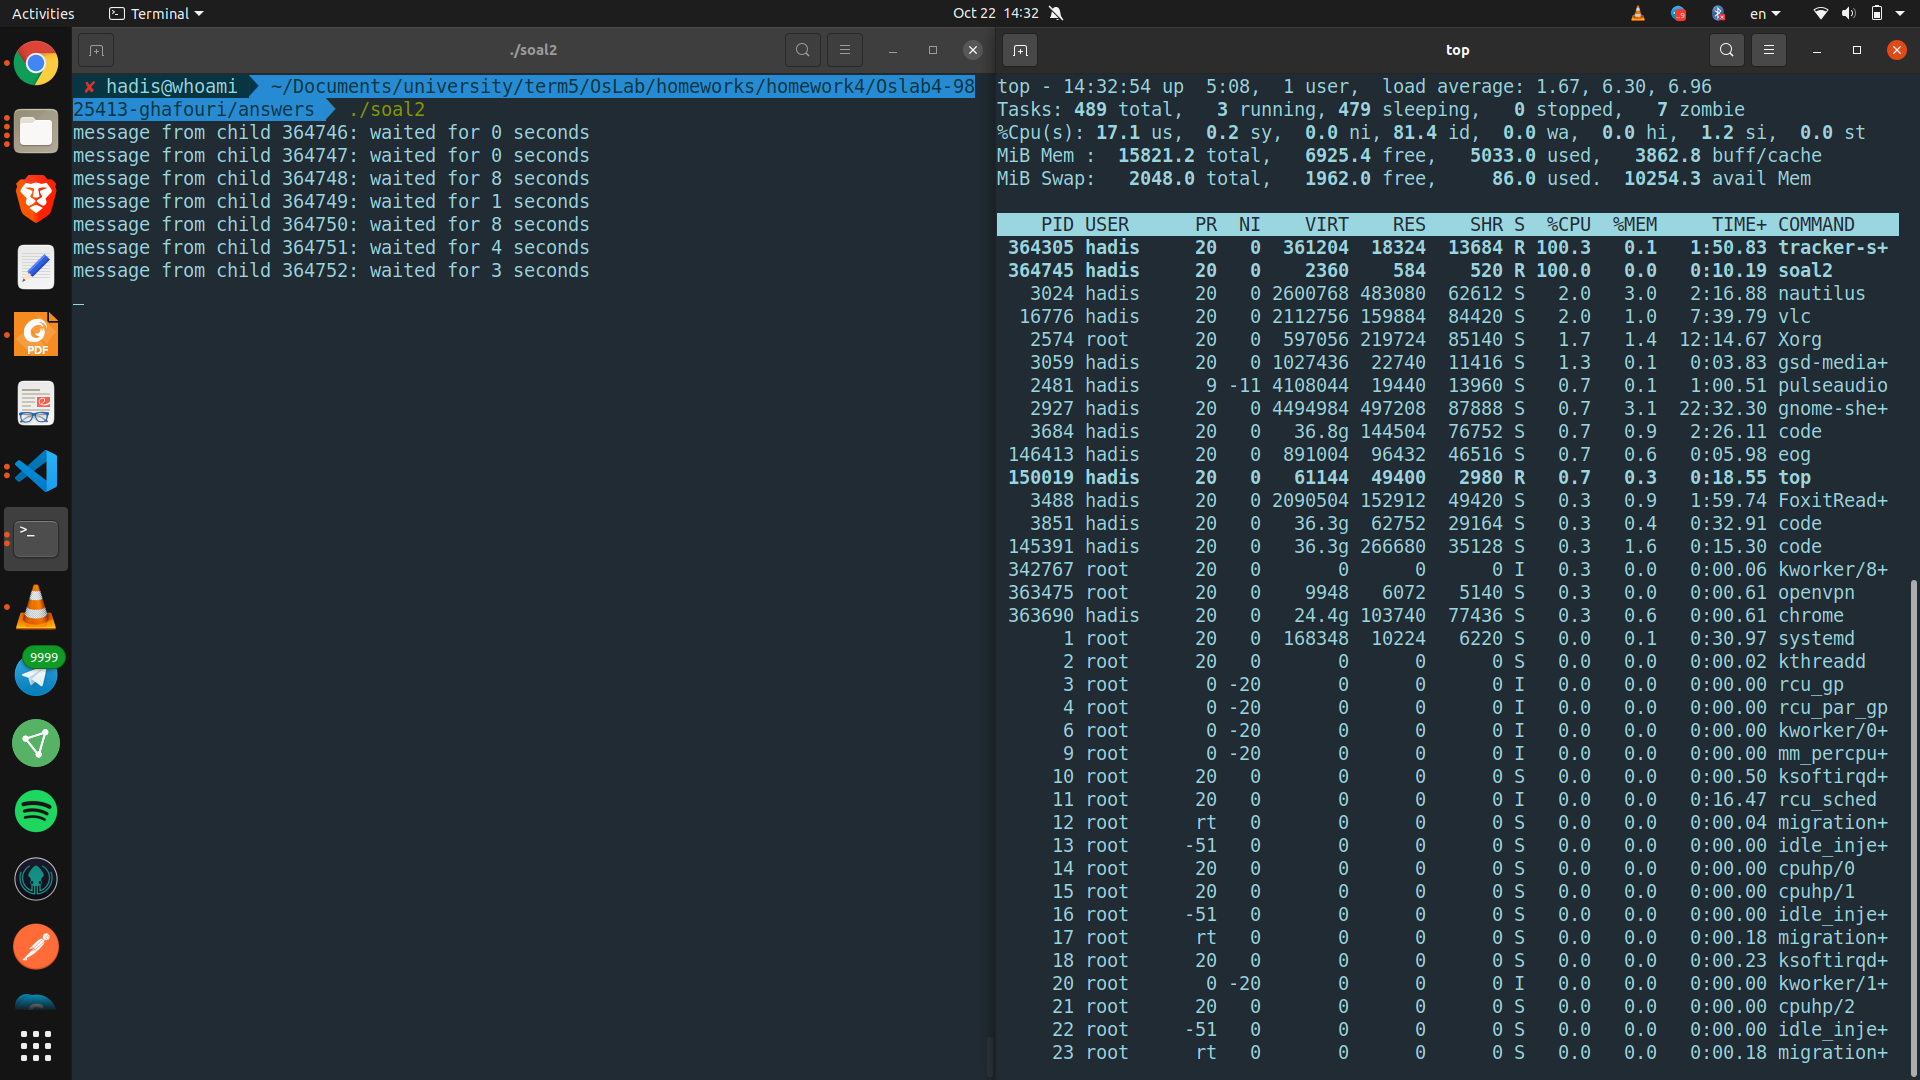 Activities Terminal Oct 22 14:32 en
./soal2
✘ hadis@whoami ~/Documents/university/term5/OsLab/homeworks/homework4/Oslab4-98
25413-ghafouri/answers ./soal2
message from child 364746: waited for 0 seconds
message from child 364747: waited for 0 seconds
message from child 364748: waited for 8 seconds
message from child 364749: waited for 1 seconds
message from child 364750: waited for 8 seconds
message from child 364751: waited for 4 seconds
message from child 364752: waited for 3 seconds
_
PDF
>_
9999
top
top - 14:32:54 up 5:08, 1 user, load average: 1.67, 6.30, 6.96
Tasks: 489 total, 3 running, 479 sleeping, 0 stopped, 7 zombie
%Cpu(s): 17.1 us, 0.2 sy, 0.0 ni, 81.4 id, 0.0 wa, 0.0 hi, 1.2 si, 0.0 st
MiB Mem : 15821.2 total, 6925.4 free, 5033.0 used, 3862.8 buff/cache
MiB Swap: 2048.0 total, 1962.0 free, 86.0 used. 10254.3 avail Mem
PID USER PR NI VIRT RES SHR S %CPU %MEM TIME+ COMMAND
364305 hadis 20 0 361204 18324 13684 R 100.3 0.1 1:50.83 tracker-s+
364745 hadis 20 0 2360 584 520 R 100.0 0.0 0:10.19 soal2
3024 hadis 20 0 2600768 483080 62612 S 2.0 3.0 2:16.88 nautilus
16776 hadis 20 0 2112756 159884 84420 S 2.0 1.0 7:39.79 vlc
2574 root 20 0 597056 219724 85140 S 1.7 1.4 12:14.67 Xorg
3059 hadis 20 0 1027436 22740 11416 S 1.3 0.1 0:03.83 gsd-media+
2481 hadis 9 -11 4108044 19440 13960 S 0.7 0.1 1:00.51 pulseaudio
2927 hadis 20 0 4494984 497208 87888 S 0.7 3.1 22:32.30 gnome-she+
3684 hadis 20 0 36.8g 144504 76752 S 0.7 0.9 2:26.11 code
146413 hadis 20 0 891004 96432 46516 S 0.7 0.6 0:05.98 eog
150019 hadis 20 0 61144 49400 2980 R 0.7 0.3 0:18.55 top
3488 hadis 20 0 2090504 152912 49420 S 0.3 0.9 1:59.74 FoxitRead+
3851 hadis 20 0 36.3g 62752 29164 S 0.3 0.4 0:32.91 code
145391 hadis 20 0 36.3g 266680 35128 S 0.3 1.6 0:15.30 code
342767 root 20 0 0 0 0 I 0.3 0.0 0:00.06 kworker/8+
363475 root 20 0 9948 6072 5140 S 0.3 0.0 0:00.61 openvpn
363690 hadis 20 0 24.4g 103740 77436 S 0.3 0.6 0:00.61 chrome
1 root 20 0 168348 10224 6220 S 0.0 0.1 0:30.97 systemd
2 root 20 0 0 0 0 S 0.0 0.0 0:00.02 kthreadd
3 root 0 -20 0 0 0 I 0.0 0.0 0:00.00 rcu_gp
4 root 0 -20 0 0 0 I 0.0 0.0 0:00.00 rcu_par_gp
6 root 0 -20 0 0 0 I 0.0 0.0 0:00.00 kworker/0+
9 root 0 -20 0 0 0 I 0.0 0.0 0:00.00 mm_percpu+
10 root 20 0 0 0 0 S 0.0 0.0 0:00.50 ksoftirqd+
11 root 20 0 0 0 0 I 0.0 0.0 0:16.47 rcu_sched
12 root rt 0 0 0 0 S 0.0 0.0 0:00.04 migration+
13 root -51 0 0 0 0 S 0.0 0.0 0:00.00 idle_inje+
14 root 20 0 0 0 0 S 0.0 0.0 0:00.00 cpuhp/0
15 root 20 0 0 0 0 S 0.0 0.0 0:00.00 cpuhp/1
16 root -51 0 0 0 0 S 0.0 0.0 0:00.00 idle_inje+
17 root rt 0 0 0 0 S 0.0 0.0 0:00.18 migration+
18 root 20 0 0 0 0 S 0.0 0.0 0:00.23 ksoftirqd+
20 root 0 -20 0 0 0 I 0.0 0.0 0:00.00 kworker/1+
21 root 20 0 0 0 0 S 0.0 0.0 0:00.00 cpuhp/2
22 root -51 0 0 0 0 S 0.0 0.0 0:00.00 idle_inje+
23 root rt 0 0 0 0 S 0.0 0.0 0:00.18 migration+